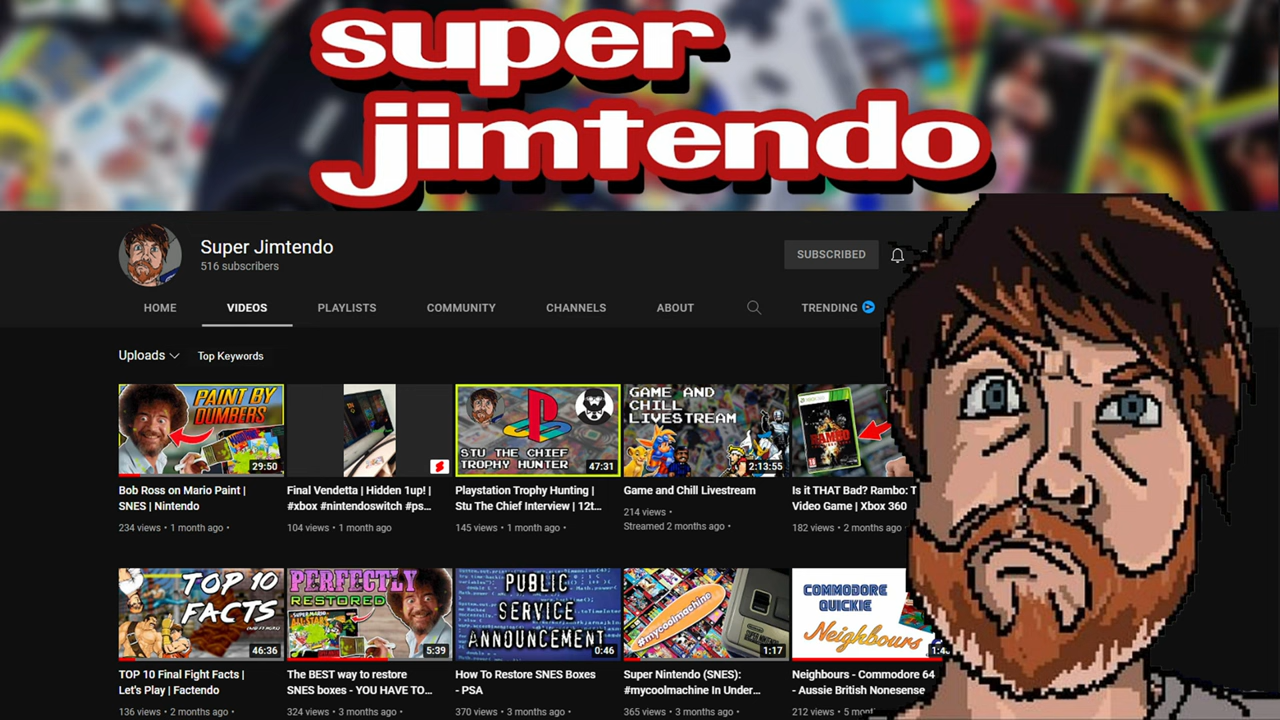 super
jimtendo
Super Jimtendo
516 subscribers
SUBSCRIBED
HOME VIDEOS PLAYLISTS COMMUNITY CHANNELS ABOUT TRENDING
Uploads Top Keywords
PAINT BY
DUMBERS
29:50
STU THE CHIEF
TROPHY HUNTER
47:31
GAME AND
CHILL
LIVESTREAM
2:13:55
XBOX 360
RAMBO
Bob Ross on Mario Paint |
SNES | Nintendo
234 views • 1 month ago •
Final Vendetta | Hidden 1up! |
#xbox #nintendoswitch #ps...
104 views • 1 month ago •
Playstation Trophy Hunting |
Stu The Chief Interview | 12t...
145 views • 1 month ago •
Game and Chill Livestream
214 views •
Streamed 2 months ago •
Is it THAT Bad? Rambo: T
Video Game | Xbox 360
182 views • 2 months ago
TOP 10
FACTS
46:36
PERFECTLY
RESTORED
5:39
PUBLIC
SERVICE
ANNOUNCEMENT
0:46
#mycoolmachine
1:17
COMMODORE
QUICKIE
Neighbours
TOP 10 Final Fight Facts |
Let's Play | Factendo
136 views • 2 months ago •
The BEST way to restore
SNES boxes - YOU HAVE TO...
324 views • 3 months ago •
How To Restore SNES Boxes
- PSA
370 views • 3 months ago •
Super Nintendo (SNES):
#mycoolmachine In Under...
365 views • 3 months ago •
Neighbours - Commodore 64
- Aussie British Nonesense
212 views • 5 mont